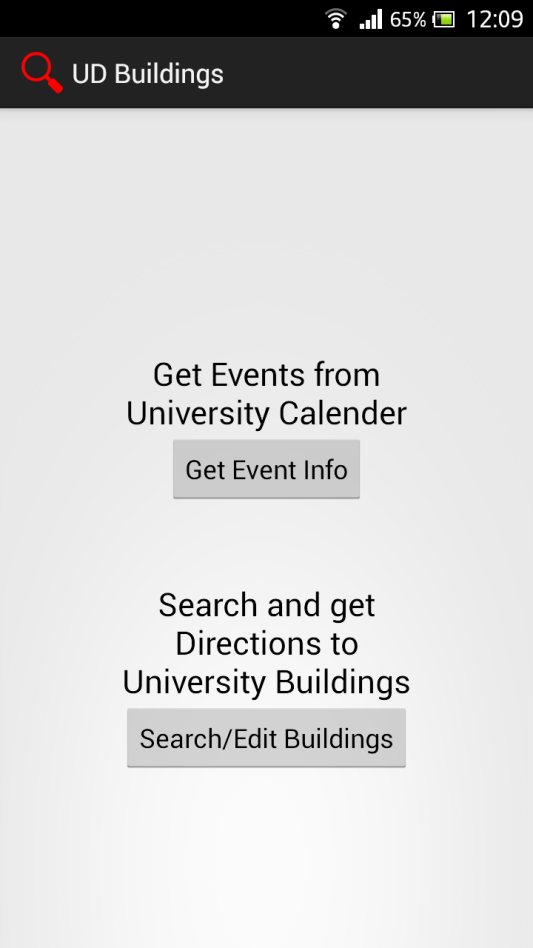 65% 12:09
UD Buildings
Get Events from
University Calender
Get Event Info
Search and get
Directions to
University Buildings
Search/Edit Buildings